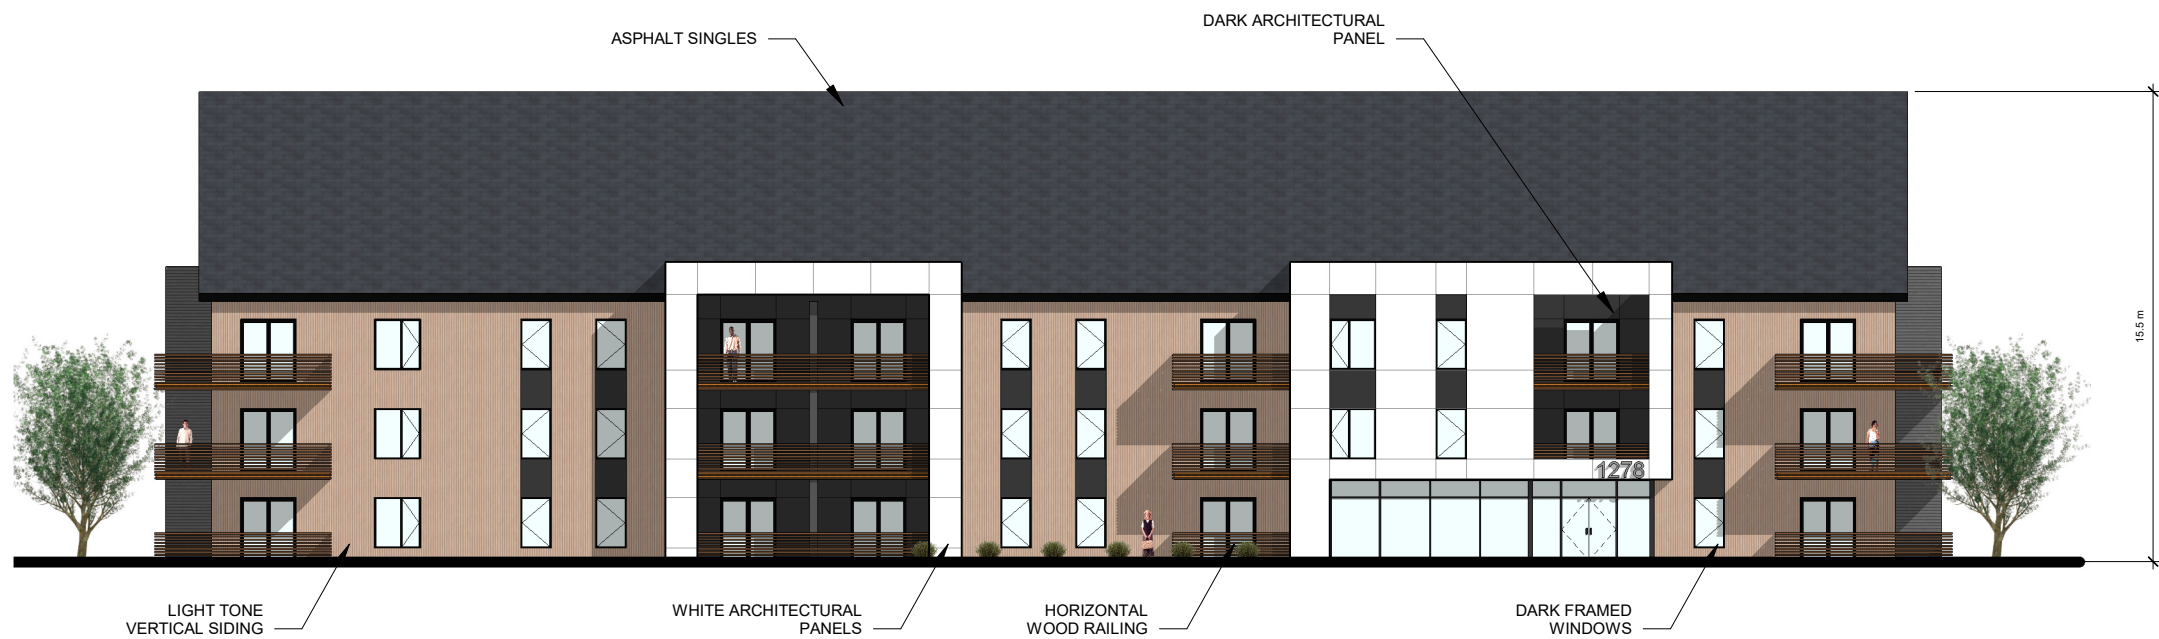 DARK ARCHITECTURAL
PANEL
ASPHALT SINGLES
15.5 m
1278
LIGHT TONE
VERTICAL SIDING
WHITE ARCHITECTURAL
PANELS
HORIZONTAL
WOOD RAILING
DARK FRAMED
WINDOWS